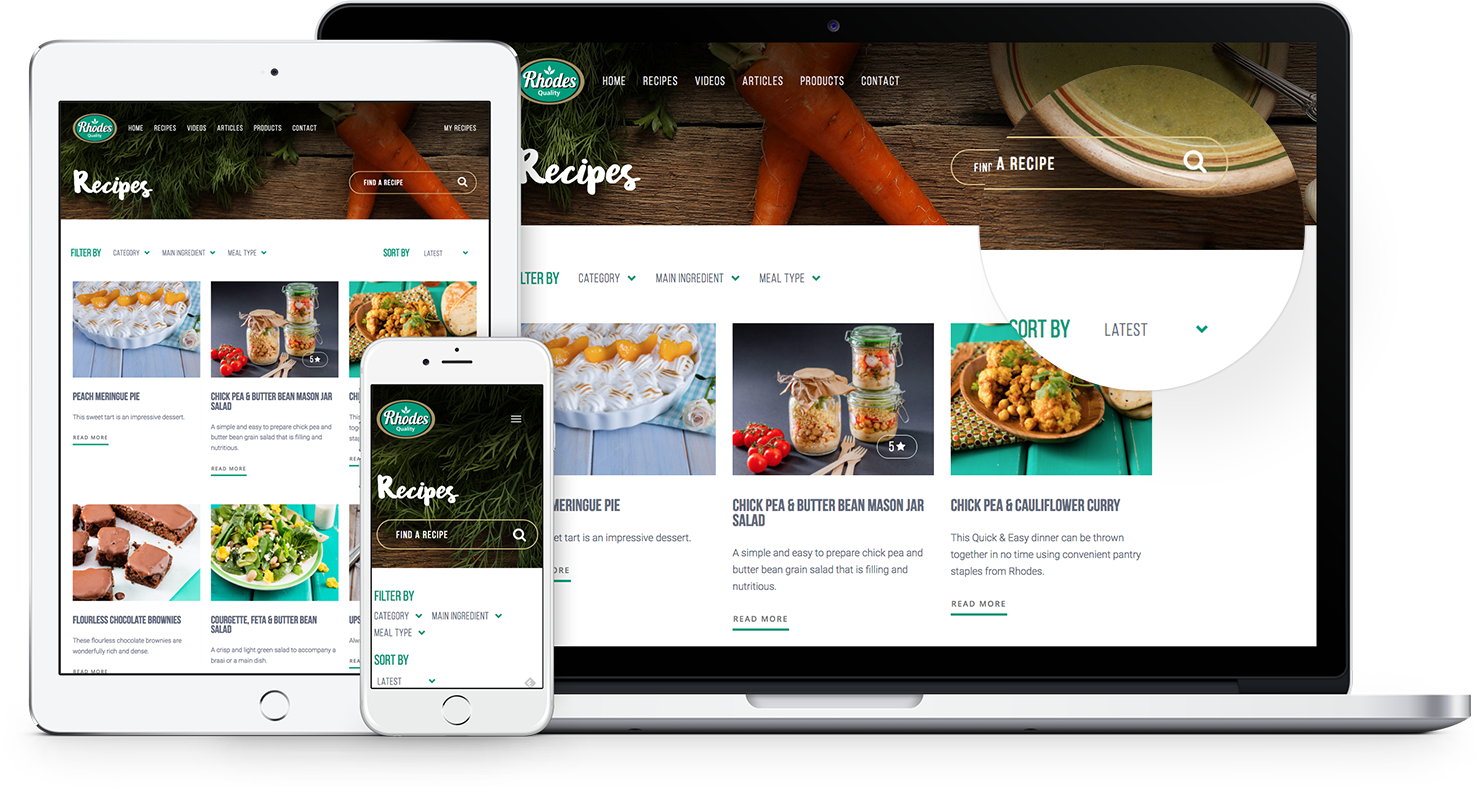 Rhodes
Quality
HOME RECIPES VIDEOS ARTICLES PRODUCTS CONTACT
MY RECIPES
Recipes
FIND A RECIPE
FILTER BY CATEGORY MAIN INGREDIENT MEAL TYPE
SORT BY LATEST
PEACH MERINGUE PIE
This sweet tart is an impressive dessert.
READ MORE
5
CHICK PEA & BUTTER BEAN MASON JAR
SALAD
A simple and easy to prepare chick pea and
butter bean grain salad that is filling and
nutritious.
READ MORE
FLOURLESS CHOCOLATE BROWNIES
These flourless chocolate brownies are
wonderfully rich and dense.
READ MORE
COURGETTE, FETA & BUTTER BEAN
SALAD
A crisp and light green salad to accompany a
braai or a main dish.
Rhodes
Quality
Recipes
FIND A RECIPE
FILTER BY
CATEGORY MAIN INGREDIENT
MEAL TYPE
SORT BY
LATEST
Rhodes
Quality
HOME RECIPES VIDEOS ARTICLES PRODUCTS CONTACT
Recipes
A RECIPE
LTER BY CATEGORY MAIN INGREDIENT MEAL TYPE
SORT BY LATEST
MERINGUE PIE
et tart is an impressive dessert.
ORE
5
CHICK PEA & BUTTER BEAN MASON JAR
SALAD
A simple and easy to prepare chick pea and
butter bean grain salad that is filling and
nutritious.
READ MORE
CHICK PEA & CAULIFLOWER CURRY
This Quick & Easy dinner can be thrown
together in no time using convenient pantry
staples from Rhodes.
READ MORE